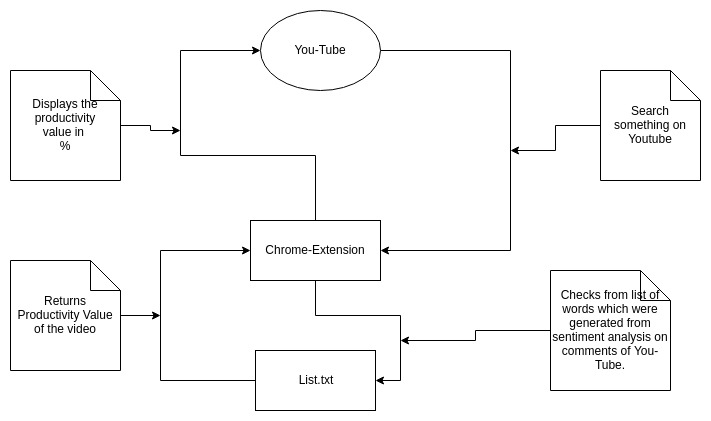 You-Tube
Displays the
productivity
value in
%
Search
something on
Youtube
Chrome-Extension
Returns
Productivity Value
of the video
Checks from list of
words which were
generated from
sentiment analysis on
comments of You-
Tube.
List.txt